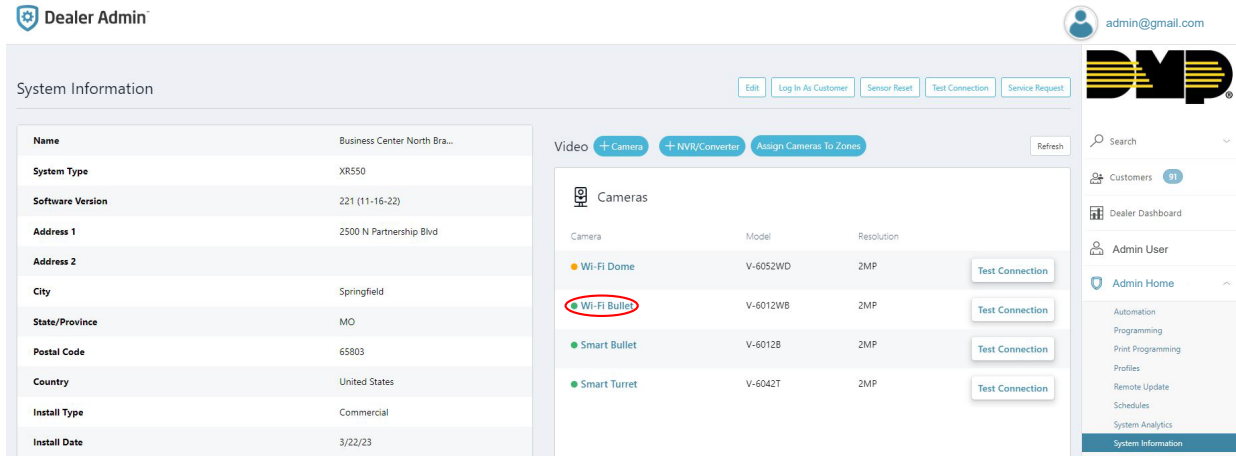 Dealer Admin
admin@gmail.com
DMP®
System Information
Edit
Log In As Customer
Sensor Reset
Test Connection
Service Request
Name Business Center North Bra...
System Type XR550
Software Version 221 (11-16-22)
Address 1 2500 N Partnership Blvd
Address 2
City Springfield
State/Province MO
Postal Code 65803
Country United States
Install Type Commercial
Install Date 3/22/23
Video + Camera + NVR/Converter Assign Cameras To Zones Refresh
Cameras
Camera Model Resolution
Wi-Fi Dome V-6052WD 2MP Test Connection
Wi-Fi Bullet V-6012WB 2MP Test Connection
Smart Bullet V-6012B 2MP Test Connection
Smart Turret V-6042T 2MP Test Connection
Search
Customers 91
Dealer Dashboard
Admin User
Admin Home
Automation
Programming
Print Programming
Profiles
Remote Update
Schedules
System Analytics
System Information